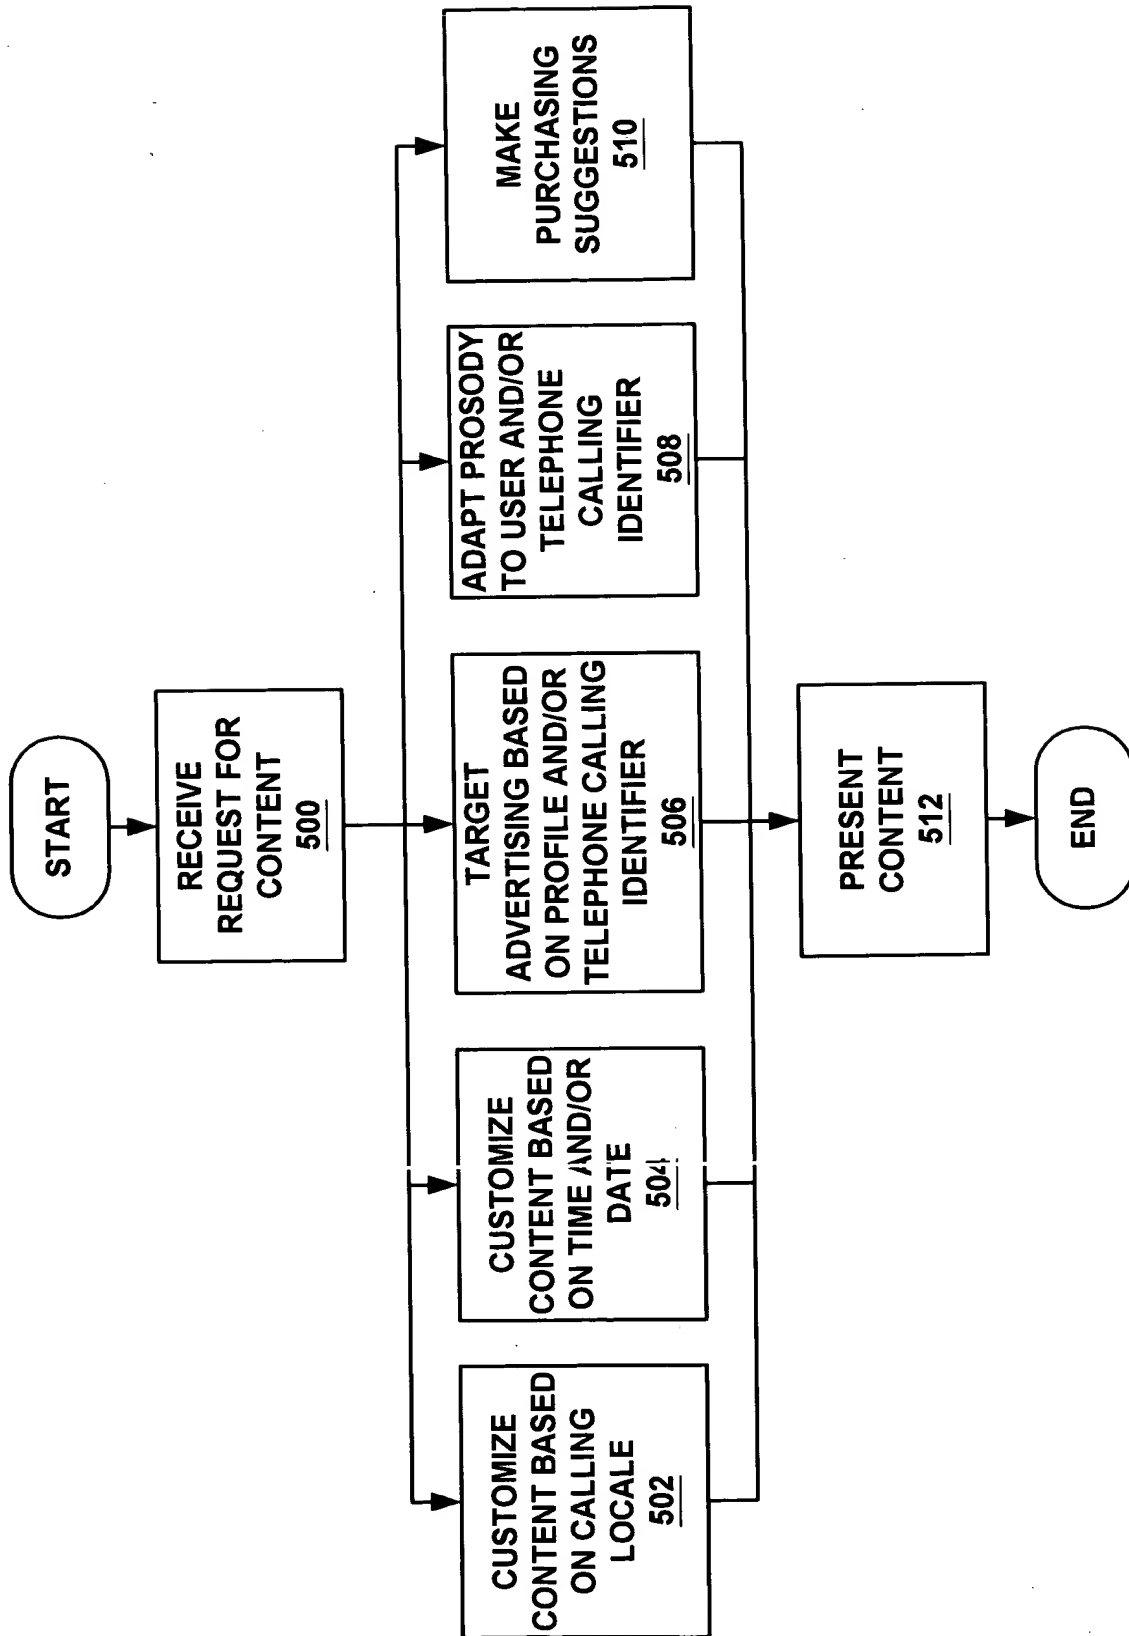 START
RECEIVE
REQUEST FOR
CONTENT
500
CUSTOMIZE
CONTENT BASED
ON CALLING
LOCALE
502
CUSTOMIZE
CONTENT BASED
ON TIME AND/OR
DATE
504
TARGET
ADVERTISING BASED
ON PROFILE AND/OR
TELEPHONE CALLING
IDENTIFIER
506
ADAPT PROSODY
TO USER AND/OR
TELEPHONE
CALLING
IDENTIFIER
508
MAKE
PURCHASING
SUGGESTIONS
510
PRESENT
CONTENT
512
END